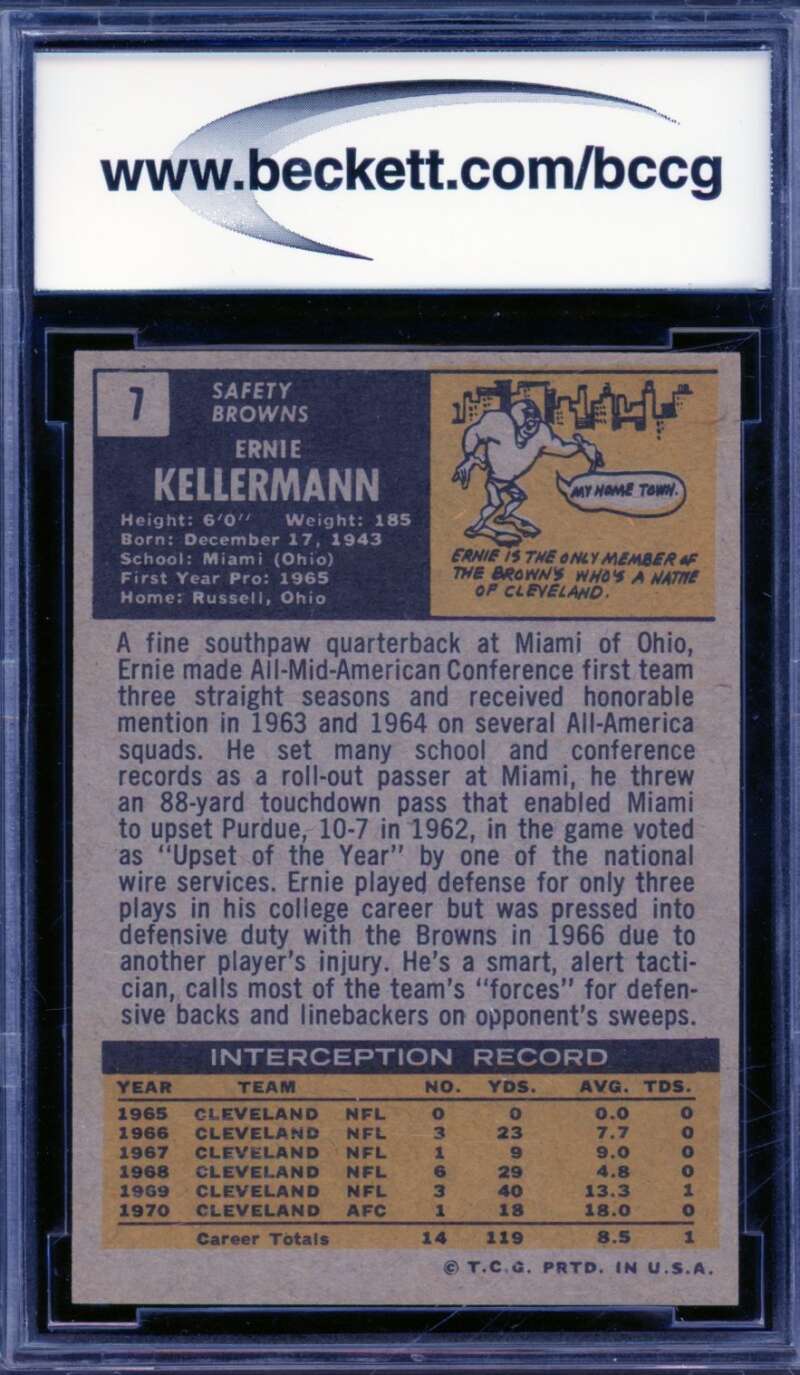 www.beckett.com/bccg
7
SAFETY
BROWNS
ERNIE
KELLERMANN
Height: 6'0" Weight: 185
Born: December 17, 1943
School: Miami (Ohio)
First Year Pro: 1965
Home: Russell, Ohio
MY HOME TOWN.
ERNIE IS THE ONLY MEMBER OF
THE BROWN'S WHO'S A NATIVE
OF CLEVELAND.
A fine southpaw quarterback at Miami of Ohio,
Ernie made All-Mid-American Conference first team
three straight seasons and received honorable
mention in 1963 and 1964 on several All-America
squads. He set many school and conference
records as a roll-out passer at Miami, he threw
an 88-yard touchdown pass that enabled Miami
to upset Purdue, 10-7 in 1962, in the game voted
as "Upset of the Year" by one of the national
wire services. Ernie played defense for only three
plays in his college career but was pressed into
defensive duty with the Browns in 1966 due to
another player's injury. He's a smart, alert tacti-
cian, calls most of the team's "forces" for defen-
sive backs and linebackers on opponent's sweeps.
INTERCEPTION RECORD
YEAR TEAM NO. YDS. AVG. TDS.
1965 CLEVELAND NFL 0 0 0.0 0
1966 CLEVELAND NFL 3 23 7.7 0
1967 CLEVELAND NFL 1 9 9.0 0
1968 CLEVELAND NFL 6 29 4.8 0
1969 CLEVELAND NFL 3 40 13.3 1
1970 CLEVELAND AFC 1 18 18.0 0
Career Totals 14 119 8.5 1
© T.C.G. PRTD. IN U.S.A.